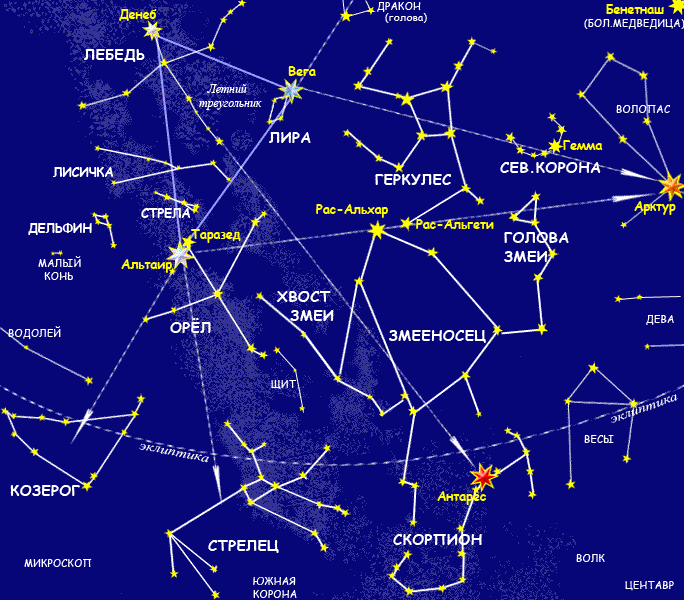 Денеб
ДРАКОН
(голова)
Бенетнаш
(БОЛ.МЕДВЕДИЦА)
ЛЕБЕДЬ
Вега
Летний
треугольник
ВОЛОПАС
ЛИРА
Гемма
СЕВ.КОРОНА
ЛИСИЧКА
ГЕРКУЛЕС
Арктур
СТРЕЛА
Рас-Альхаг
Рас-Альгети
ДЕЛЬФИН
Таразед
ГОЛОВА
ЗМЕИ
Альтаир
МАЛЫЙ
КОНЬ
ХВОСТ
ЗМЕИ
ВОДОЛЕЙ
ОРЁЛ
ЗМЕЕНОСЕЦ
ДЕВА
ЩИТ
эклиптика
ВЕСЫ
эклиптика
КОЗЕРОГ
Антарес
СТРЕЛЕЦ
СКОРПИОН
МИКРОСКОП
ВОЛК
ЮЖНАЯ
КОРОНА
ЦЕНТАВР